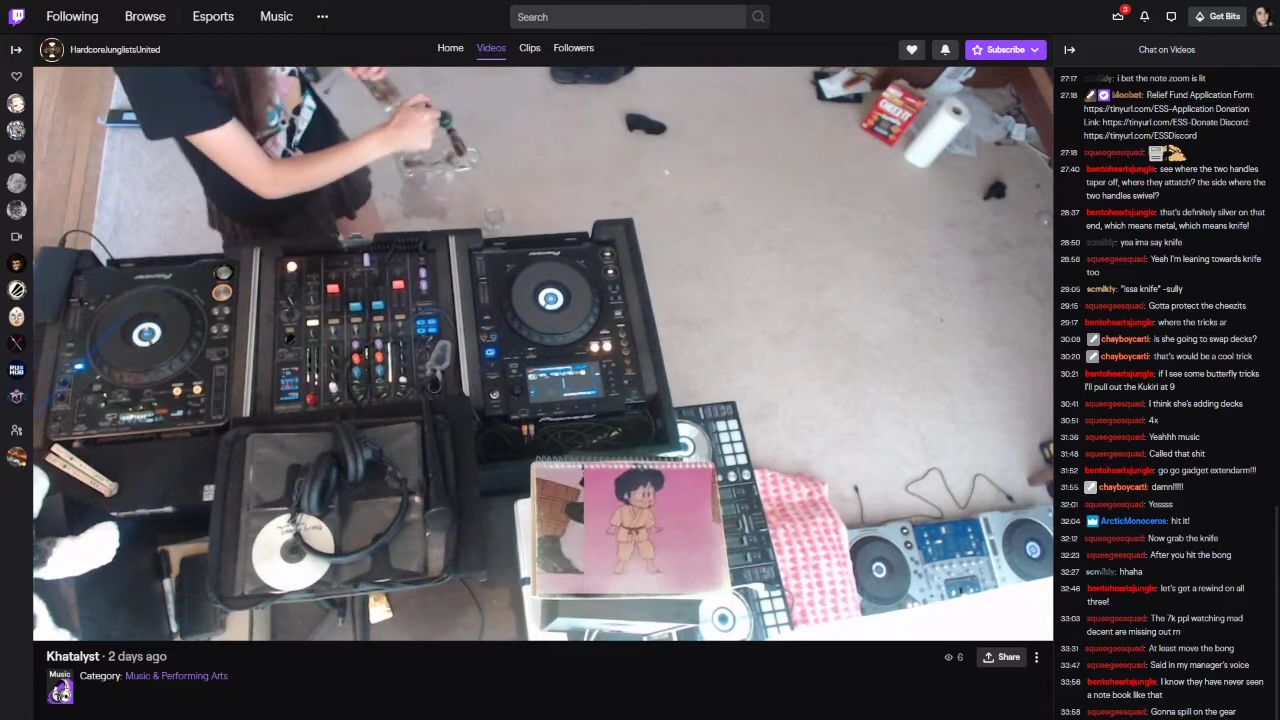 Following
Browse
Esports
Music
Search
3
Get Bits
HardcoreJunglistsUnited
Home
Videos
Clips
Followers
Subscribe
Khatalyst · 2 days ago
6
Share
Music
Category: Music & Performing Arts
Chat on Videos
27:17 scmilkly: i bet the note zoom is lit
27:18 Moobot: Relief Fund Application Form:
https://tinyurl.com/ESS-Application Donation
Link: https://tinyurl.com/ESS-Donate Discord:
https://tinyurl.com/ESSDiscord
27:18 squeegeesquad:
27:40 bentoheartsjungle: see where the two handles
taper off, where they attatch? the side where the
two handles swivel?
28:37 bentoheartsjungle: that's definitely silver on that
end, which means metal, which means knife!
28:50 scmilkly: yea ima say knife
28:58 squeegeesquad: Yeah I'm leaning towards knife
too
29:05 scmilkly: "issa knife" -sully
29:15 squeegeesquad: Gotta protect the cheezits
29:17 bentoheartsjungle: where the tricks ar
30:08 chayboycarti: is she going to swap decks?
30:20 chayboycarti: that's would be a cool trick
30:21 bentoheartsjungle: if I see some butterfly tricks
I'll pull out the Kukiri at 9
30:41 squeegeesquad: I think she's adding decks
30:51 squeegeesquad: 4x
31:36 squeegeesquad: Yeahhh music
31:48 squeegeesquad: Called that shit
31:52 bentoheartsjungle: go go gadget extendarm!!!
31:55 chayboycarti: damn!!!!!
32:01 squeegeesquad: Yessss
32:04 ArcticMonoceros: hit it!
32:12 squeegeesquad: Now grab the knife
32:23 squeegeesquad: After you hit the bong
32:27 scmilkly: hhaha
32:46 bentoheartsjungle: let's get a rewind on all
three!
33:03 squeegeesquad: The 7k ppl watching mad
decent are missing out rn
33:31 squeegeesquad: At least move the bong
33:47 squeegeesquad: Said in my manager's voice
33:56 bentoheartsjungle: I know they have never seen
a note book like that
33:58 squeegeesquad: Gonna spill on the gear
CHEEZ-IT
Pioneer